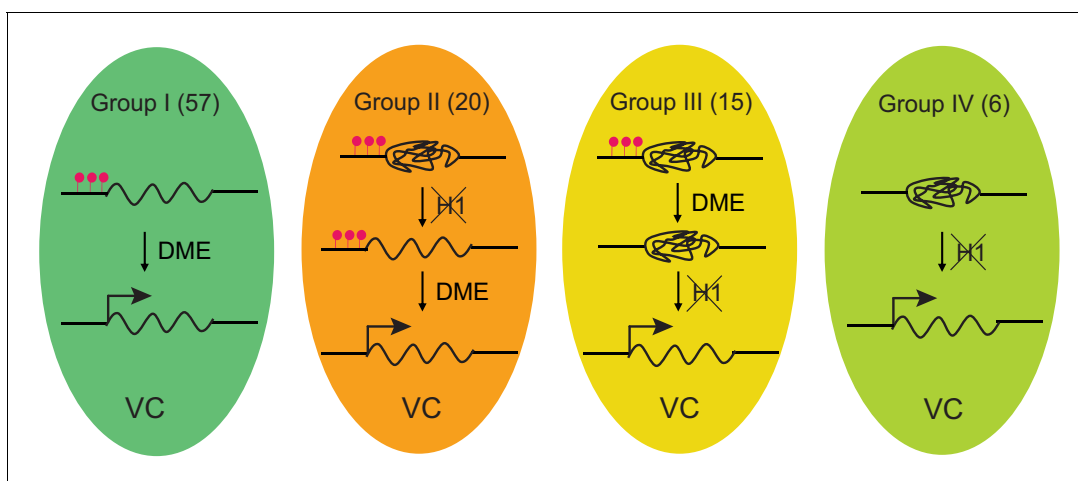 Group I (57)
DME
VC
Group II (20)
H1
DME
VC
Group III (15)
DME
H1
VC
Group IV (6)
H1
VC